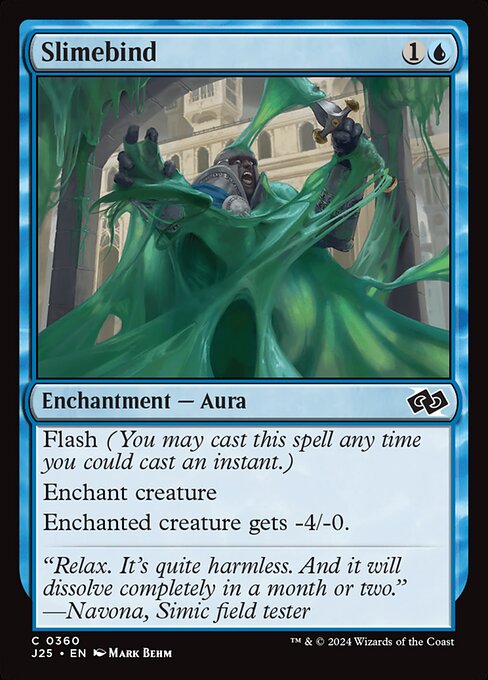 Slimebind 1
Enchantment — Aura
Flash (You may cast this spell any time
you could cast an instant.)
Enchant creature
Enchanted creature gets -4/-0.
“Relax. It’s quite harmless. And it will
dissolve completely in a month or two.”
—Navona, Simic field tester
C 0360
J25 • EN Mark Behm
™ & © 2024 Wizards of the Coast